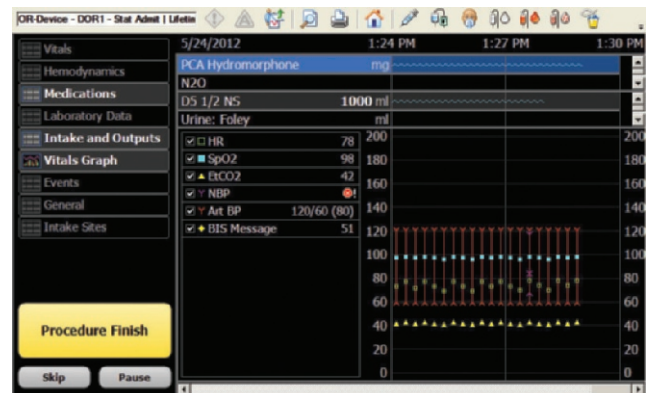 OR-Device - DOR1 - Stat Admt | Lifetin
Vitals
Hemodynamics
Medications
Laboratory Data
Intake and Outputs
Vitals Graph
Events
General
Intake Sites
Procedure Finish
Skip Pause
5/24/2012 1:24 PM 1:27 PM 1:30 PM
PCA Hydromorphone mg
N2O
D5 1/2 NS 1000 ml
Urine: Foley ml
HR 78
SpO2 98
EtCO2 42
NBP !
Art BP 120/60 (80)
BIS Message 51
200 200
180 180
160 160
140 140
120 120
100 100
80 80
60 60
40 40
20 20
0 0